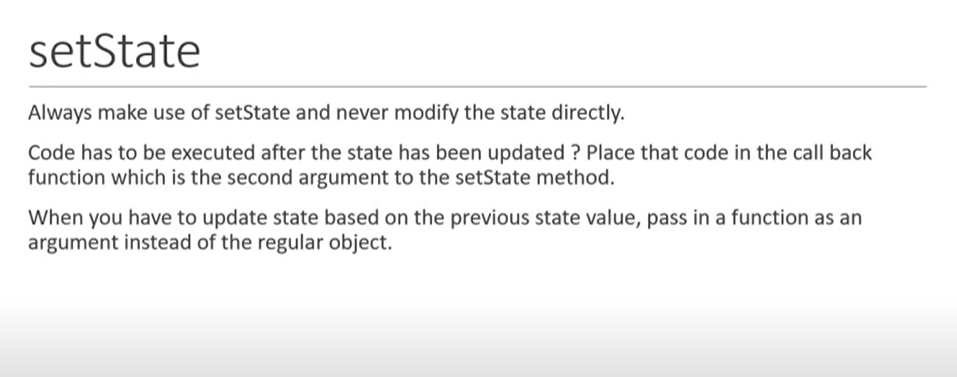 setState
Always make use of setState and never modify the state directly.
Code has to be executed after the state has been updated ? Place that code in the call back
function which is the second argument to the setState method.
When you have to update state based on the previous state value, pass in a function as an
argument instead of the regular object.